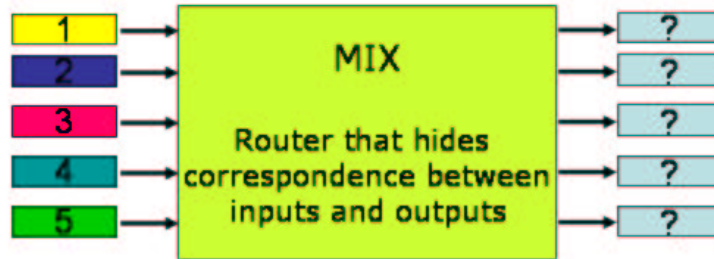 1
2
3
4
5
MIX
Router that hides
correspondence between
inputs and outputs
?
?
?
?
?